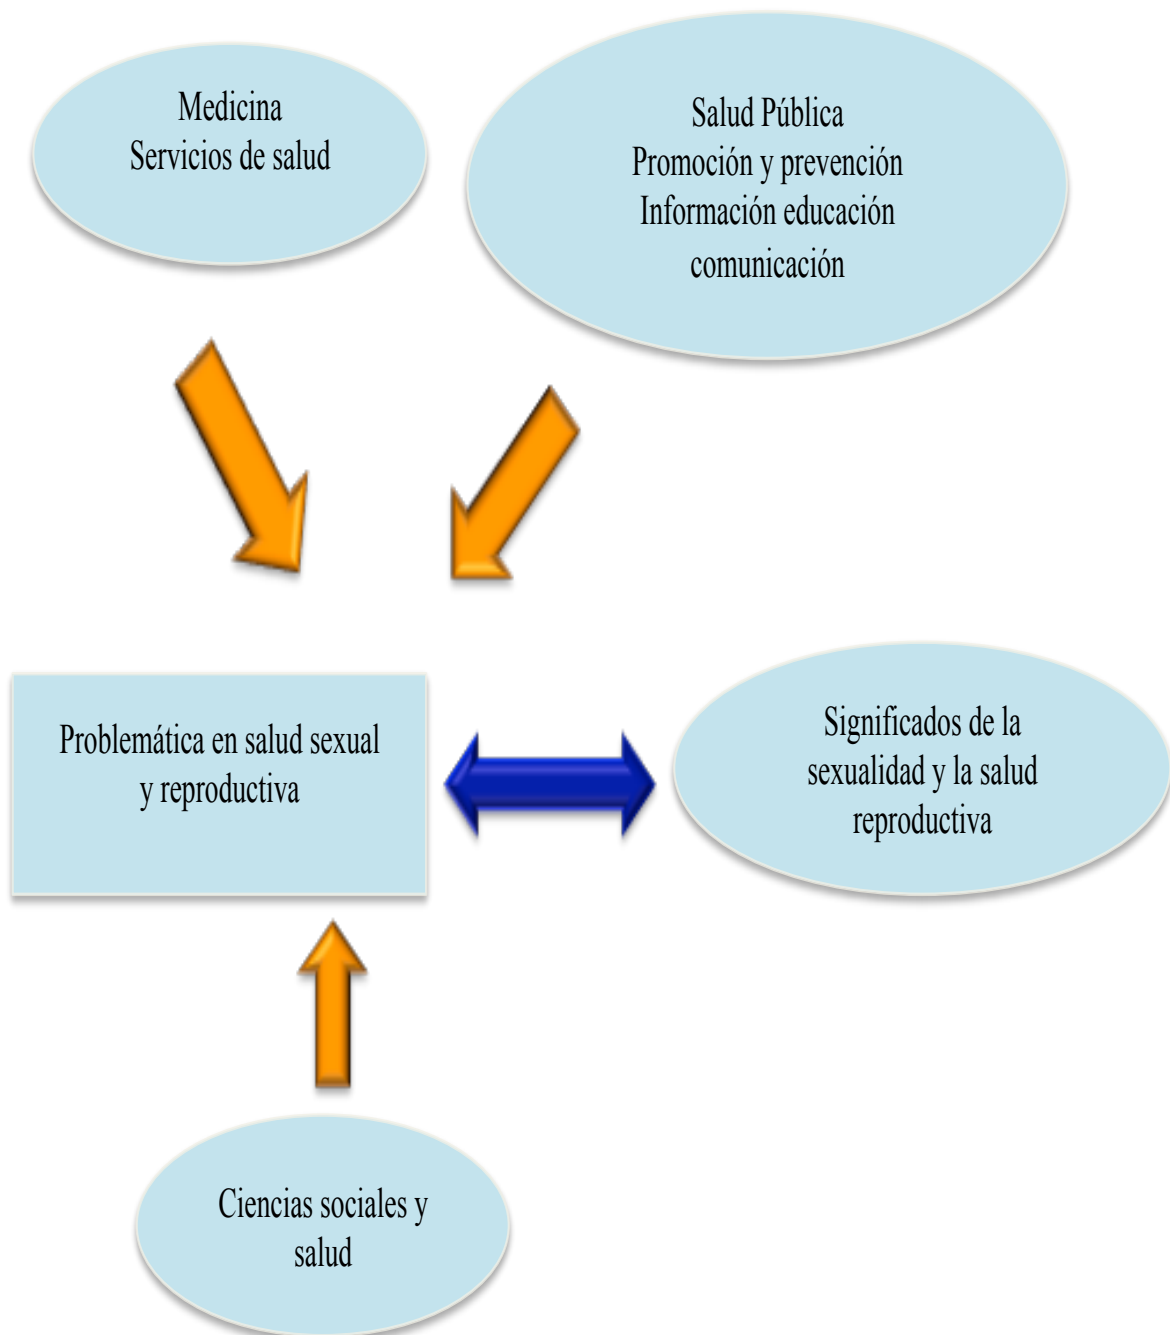 Medicina
Servicios de salud
Salud Pública
Promoción y prevención
Información educación
comunicación
Problemática en salud sexual
y reproductiva
Significados de la
sexualidad y la salud
reproductiva
Ciencias sociales y
salud